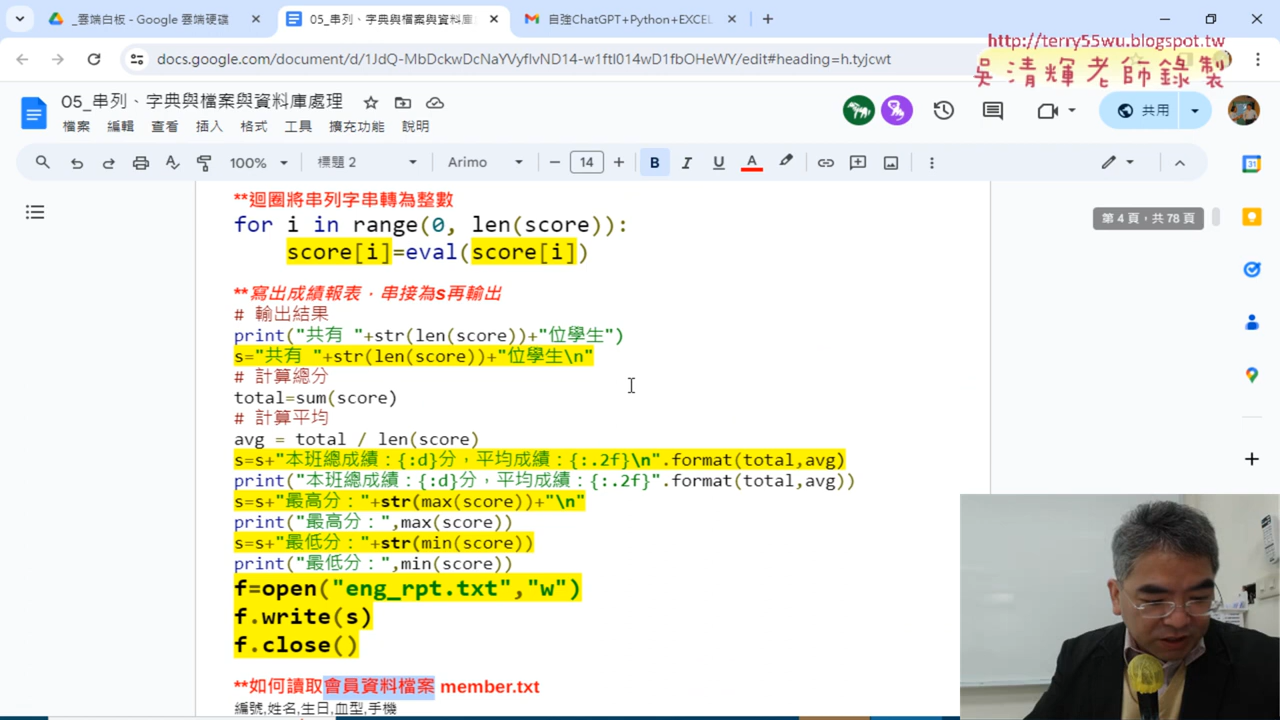 _雲端白板 - Google 雲端硬碟
05_串列、字典與檔案與資料庫
自強ChatGPT+Python+EXCEL
http://terry55wu.blogspot.tw
吳清輝老師錄製
docs.google.com/document/d/1JdQ-MbDckwDcNaYVyflvND14-w1ftl014wD1fbOHeWY/edit#heading=h.tyjcwt
05_串列、字典與檔案與資料庫處理
檔案 編輯 查看 插入 格式 工具 擴充功能 說明
共用
100% 標題 2 Arimo 14 B I U A
第 4 頁，共 78 頁
31
**迴圈將串列字串轉為整數
for i in range(0, len(score)):
score[i]=eval(score[i])
**寫出成績報表．串接為s再輸出
# 輸出結果
print("共有 "+str(len(score))+"位學生")
s="共有 "+str(len(score))+"位學生\n"
# 計算總分
total=sum(score)
# 計算平均
avg = total / len(score)
s=s+"本班總成績：{:d}分，平均成績：{:.2f}\n".format(total,avg)
print("本班總成績：{:d}分，平均成績：{:.2f}".format(total,avg))
s=s+"最高分："+str(max(score))+"\n"
print("最高分：",max(score))
s=s+"最低分："+str(min(score))
print("最低分：",min(score))
f=open("eng_rpt.txt","w")
f.write(s)
f.close()
**如何讀取會員資料檔案 member.txt
編號,姓名,生日,血型,手機